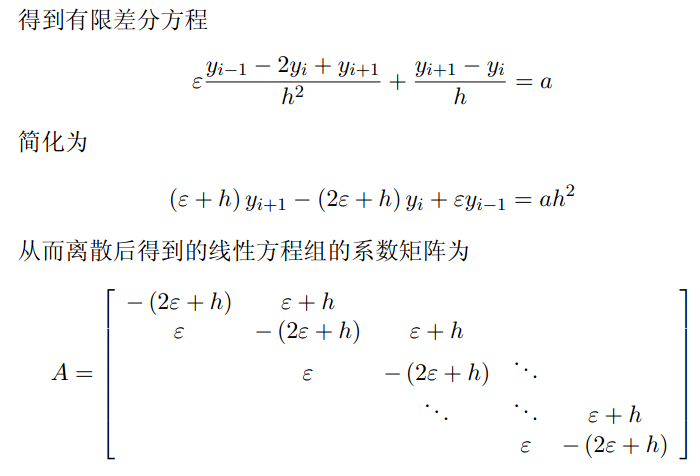 得到有限差分方程
$$\varepsilon \frac{y_{i-1} - 2y_i + y_{i+1}}{h^2} + \frac{y_{i+1} - y_i}{h} = a$$
简化为
$$(\varepsilon + h)\, y_{i+1} - (2\varepsilon + h)\, y_i + \varepsilon y_{i-1} = ah^2$$
从而离散后得到的线性方程组的系数矩阵为
$$A = \begin{bmatrix} -(2\varepsilon + h) & \varepsilon + h & & & \\ \varepsilon & -(2\varepsilon + h) & \varepsilon + h & & \\ & \varepsilon & -(2\varepsilon + h) & \ddots & \\ & & \ddots & \ddots & \varepsilon + h \\ & & & \varepsilon & -(2\varepsilon + h) \end{bmatrix}$$